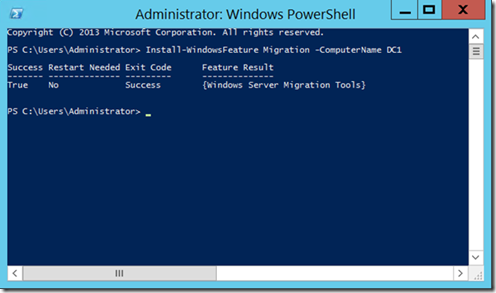 Administrator: Windows PowerShell
Copyright (C) 2013 Microsoft Corporation. All rights reserved.
PS C:\Users\Administrator> Install-WindowsFeature Migration -ComputerName DC1
Success Restart Needed Exit Code      Feature Result
------- -------------- ---------      --------------
True    No             Success        {Windows Server Migration Tools}
PS C:\Users\Administrator>